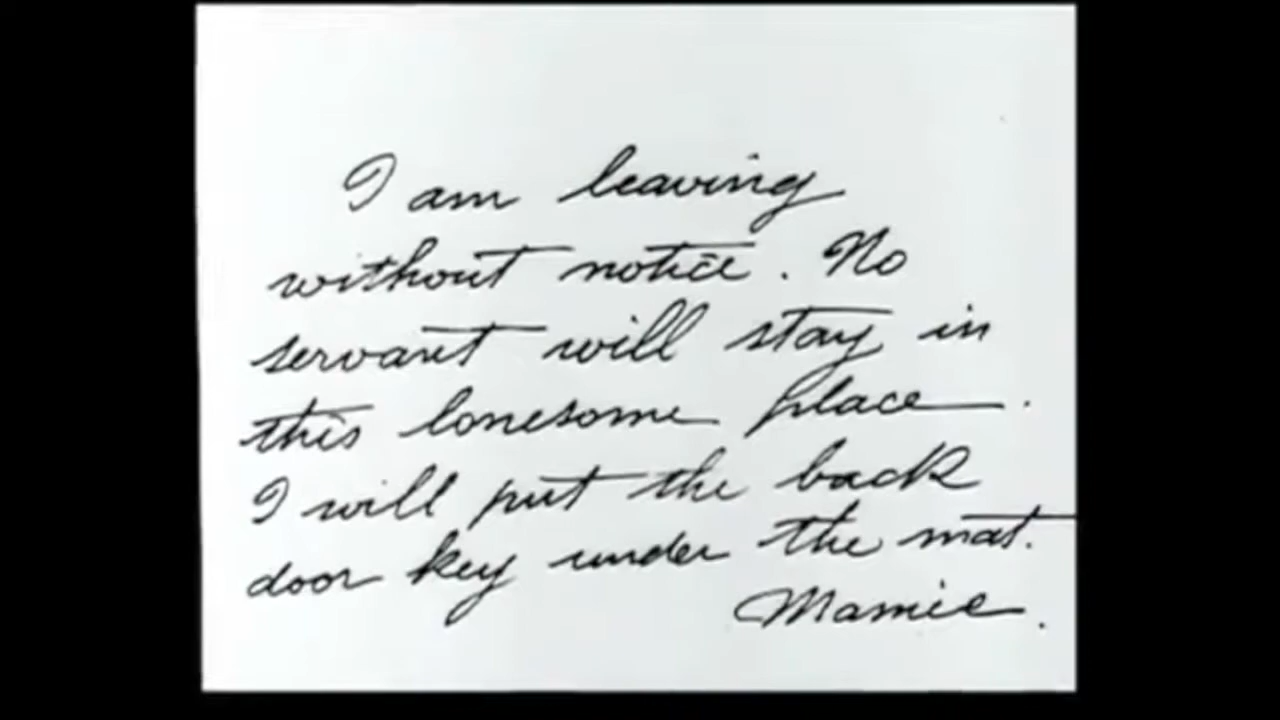 I am leaving
without notice. No
servant will stay in
this lonesome place.
I will put the back
door key under the mat.
Mamie.